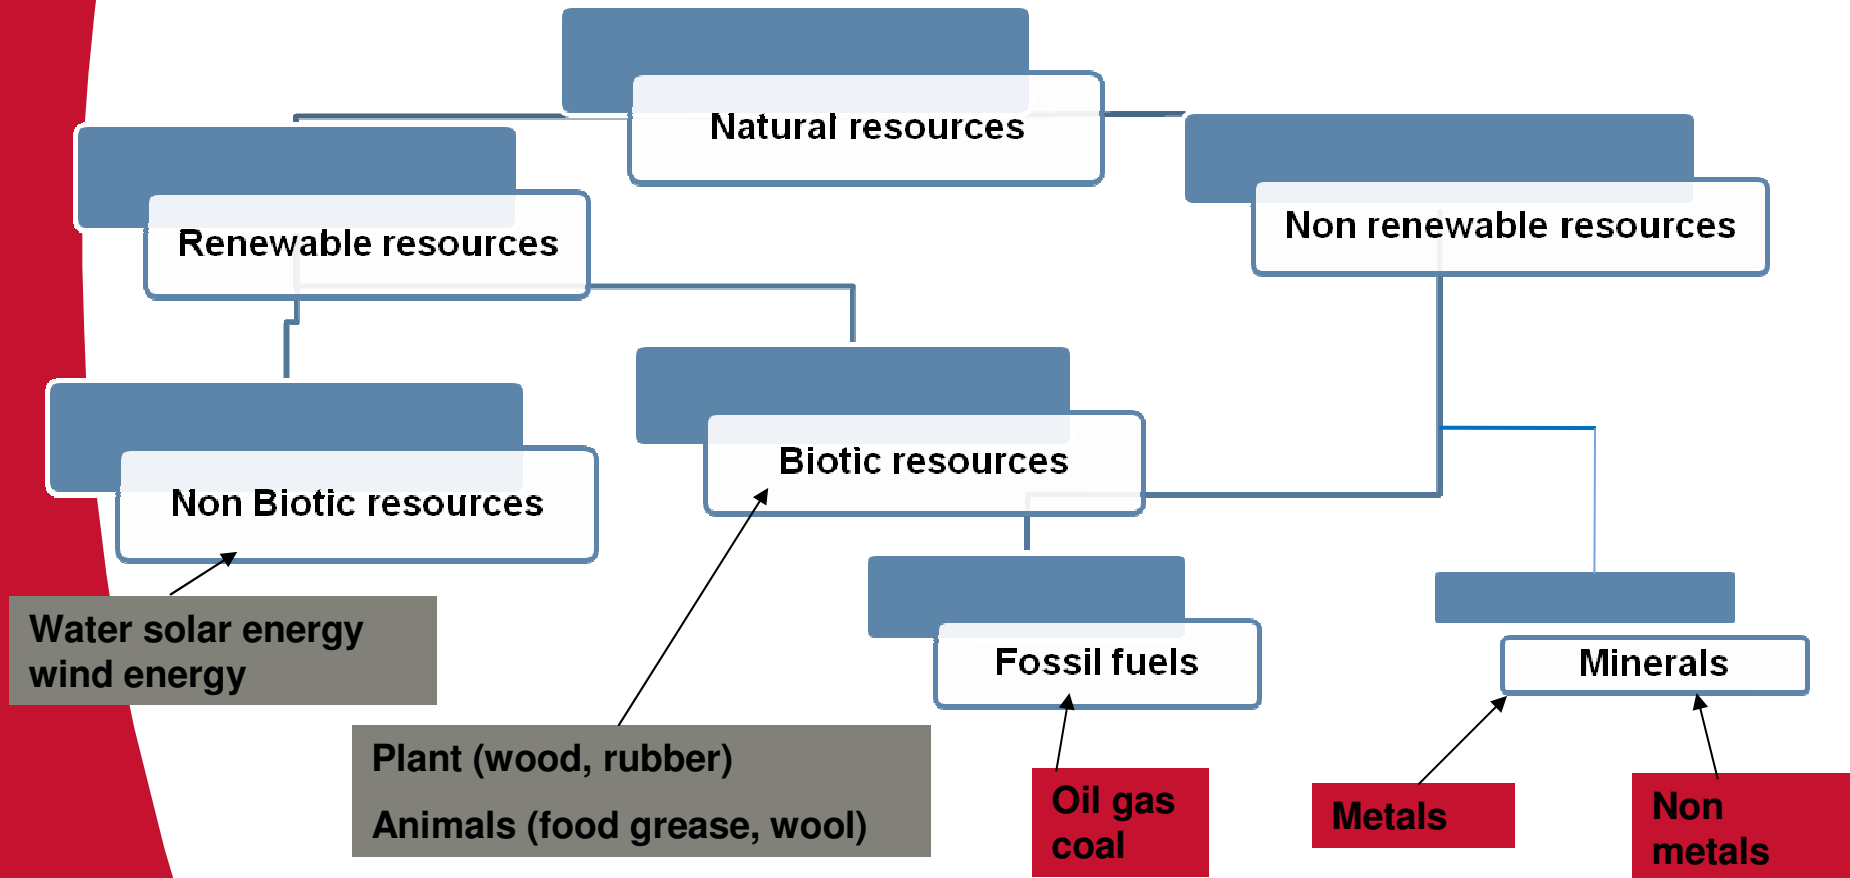 Natural resources
Renewable resources
Non renewable resources
Non Biotic resources
Biotic resources
Fossil fuels
Minerals
Water solar energy
wind energy
Plant (wood, rubber)
Animals (food grease, wool)
Oil gas
coal
Metals
Non
metals